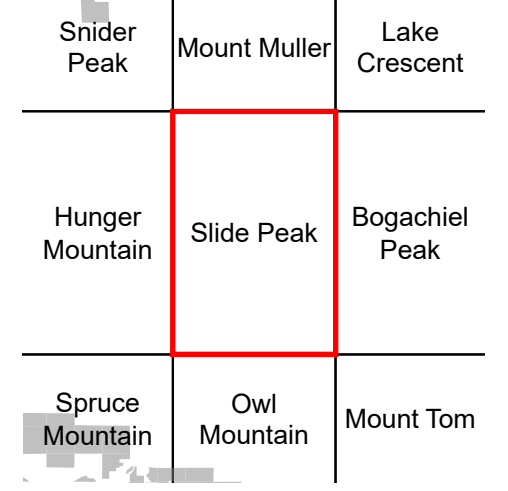 Snider
Peak
Mount Muller
Lake
Crescent
Hunger
Mountain
Slide Peak
Bogachiel
Peak
Spruce
Mountain
Owl
Mountain
Mount Tom